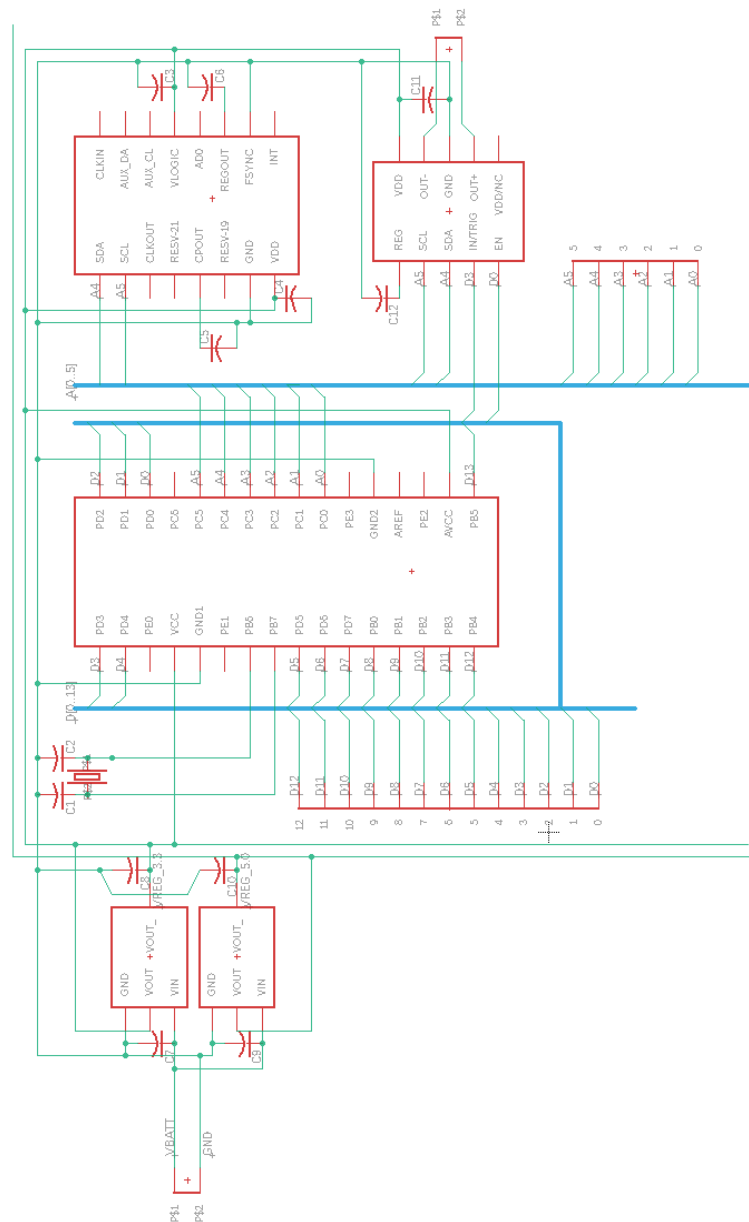 P$1
P$2
C3
C6
C11
CLKIN
AUX_DA
AUX_CL
VLOGIC
AD0
REGOUT
FSYNC
INT
SDA
SCL
CLKOUT
RESV-21
CPOUT
RESV-19
GND
VDD
VDD
OUT-
GND
OUT+
VDD/NC
REG
SCL
SDA
IN/TRIG
EN
A4
A5
C4
C5
C12
A5
A4
D3
D0
5
4
3
2
1
0
A5
A4
A3
A2
A1
A0
A[0..5]
D2
D1
D0
A5
A4
A3
A2
A1
A0
D13
PD2
PD1
PD0
PC6
PC5
PC4
PC3
PC2
PC1
PC0
PE3
GND2
AREF
PE2
AVCC
PB5
PD3
PD4
PE0
VCC
GND1
PE1
PB6
PB7
PD5
PD6
PD7
PB0
PB1
PB2
PB3
PB4
D3
D4
D5
D6
D7
D8
D9
D10
D11
D12
D[0..13]
C2
C1
D12
D11
D10
D9
D8
D7
D6
D5
D4
D3
D2
D1
D0
12
11
10
9
8
7
6
5
4
3
2
1
0
C8
VREG_3.3
C10
VREG_5.0
GND
VOUT
VOUT_
VIN
GND
VOUT
VOUT_
VIN
C7
C9
VBATT
GND
P$1
P$2